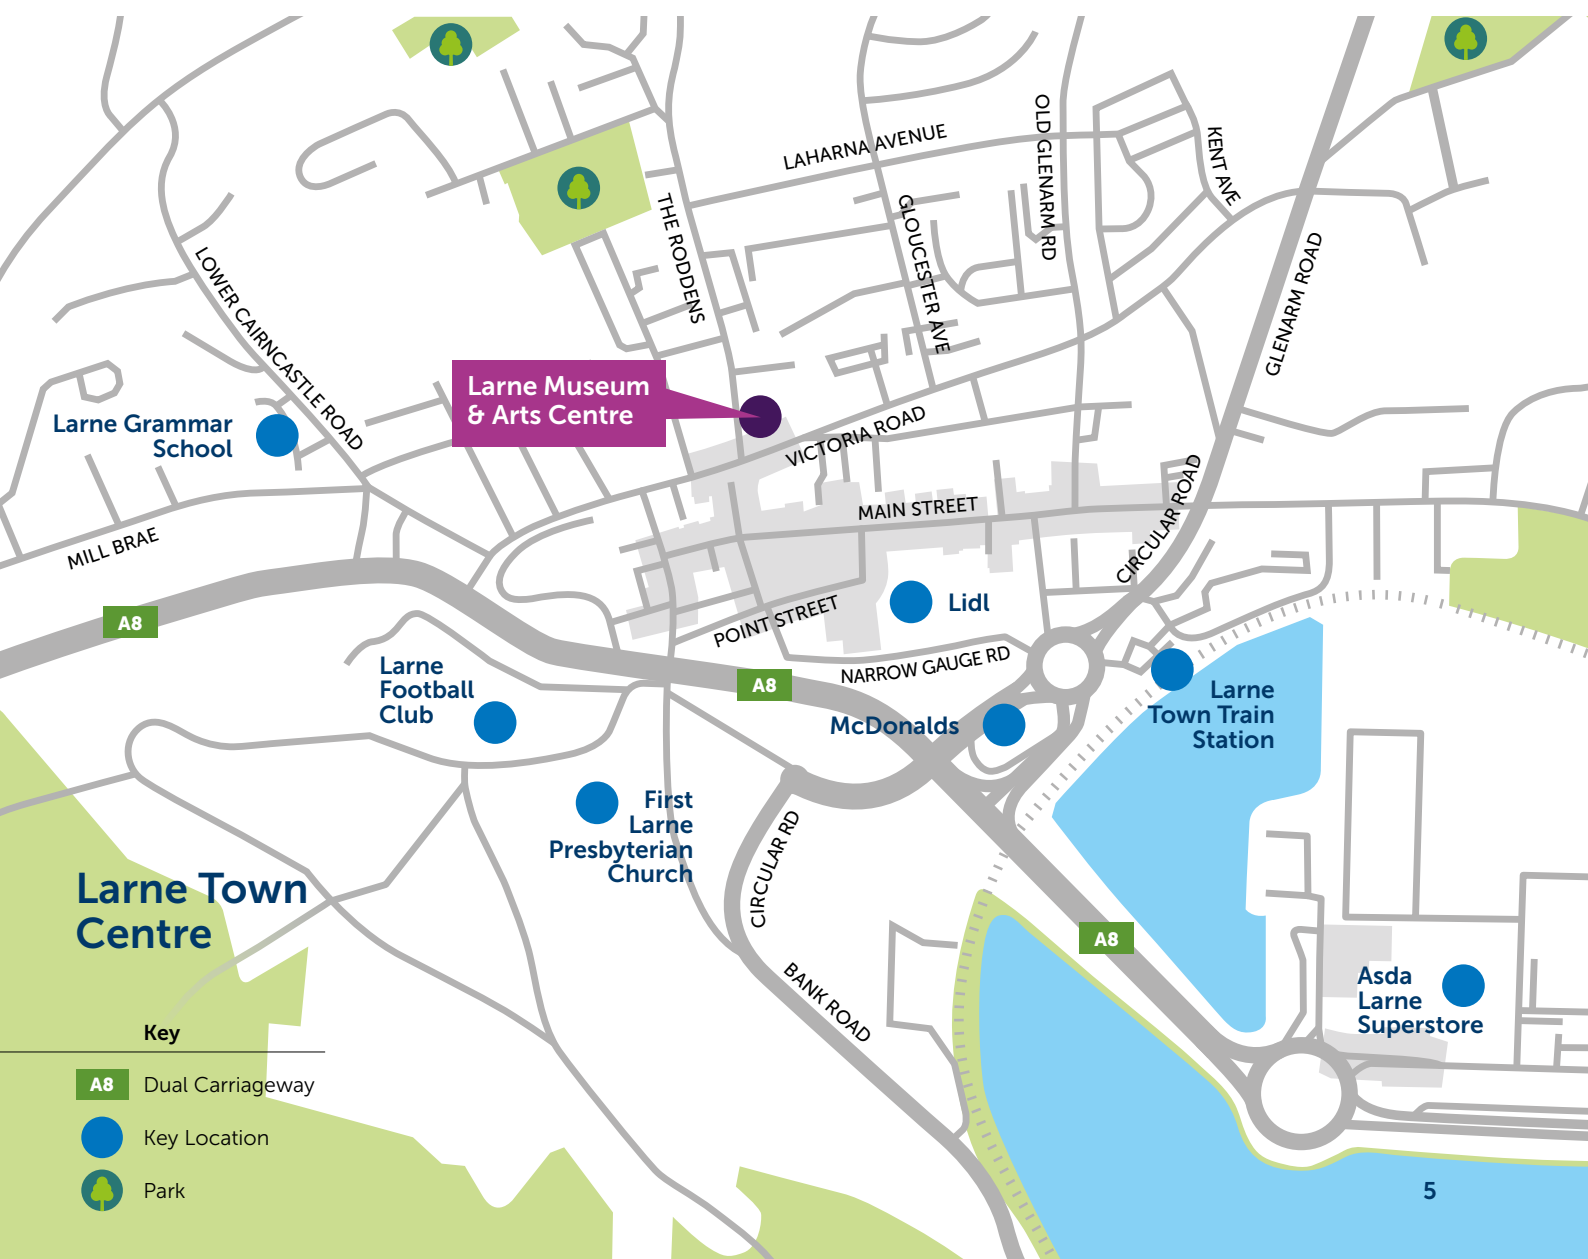 LAHARNA AVENUE
OLD GLENARM RD
KENT AVE
THE RODDENS
GLOUCESTER AVE
GLENARM ROAD
LOWER CAIRNCASTLE ROAD
Larne Museum
& Arts Centre
Larne Grammar
School
VICTORIA ROAD
MAIN STREET
CIRCULAR ROAD
MILL BRAE
A8
Lidl
POINT STREET
NARROW GAUGE RD
Larne
Football
Club
A8
McDonalds
Larne
Town Train
Station
First
Larne
Presbyterian
Church
CIRCULAR RD
Larne Town
Centre
A8
BANK ROAD
Asda
Larne
Superstore
Key
A8 Dual Carriageway
Key Location
Park
5